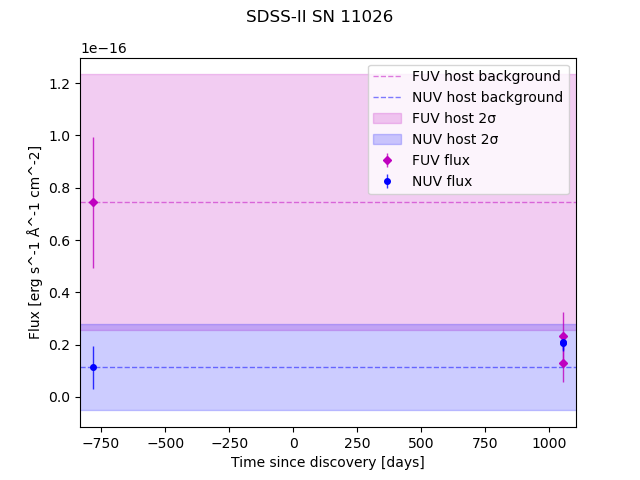 SDSS-II SN 11026
1e−16
FUV host background
NUV host background
FUV host 2σ
NUV host 2σ
FUV flux
NUV flux
1.2
1.0
0.8
0.6
0.4
0.2
0.0
Flux [erg s^-1 Å^-1 cm^-2]
−750
−500
−250
0
250
500
750
1000
Time since discovery [days]